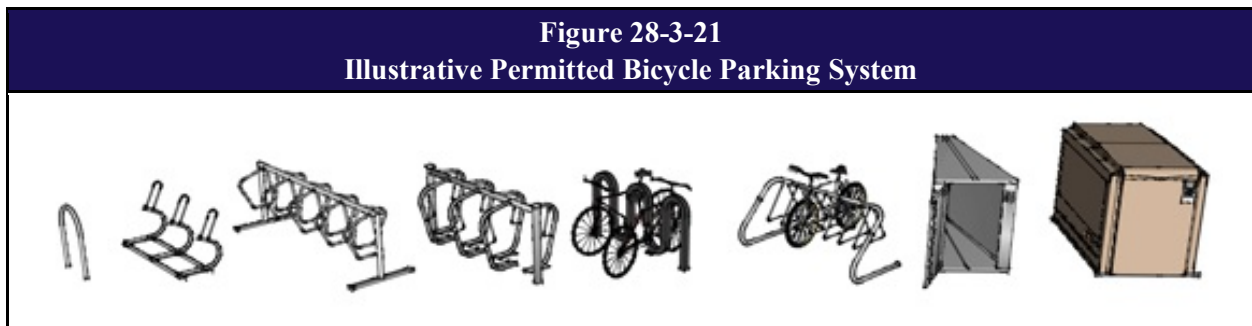 Figure 28-3-21
Illustrative Permitted Bicycle Parking System